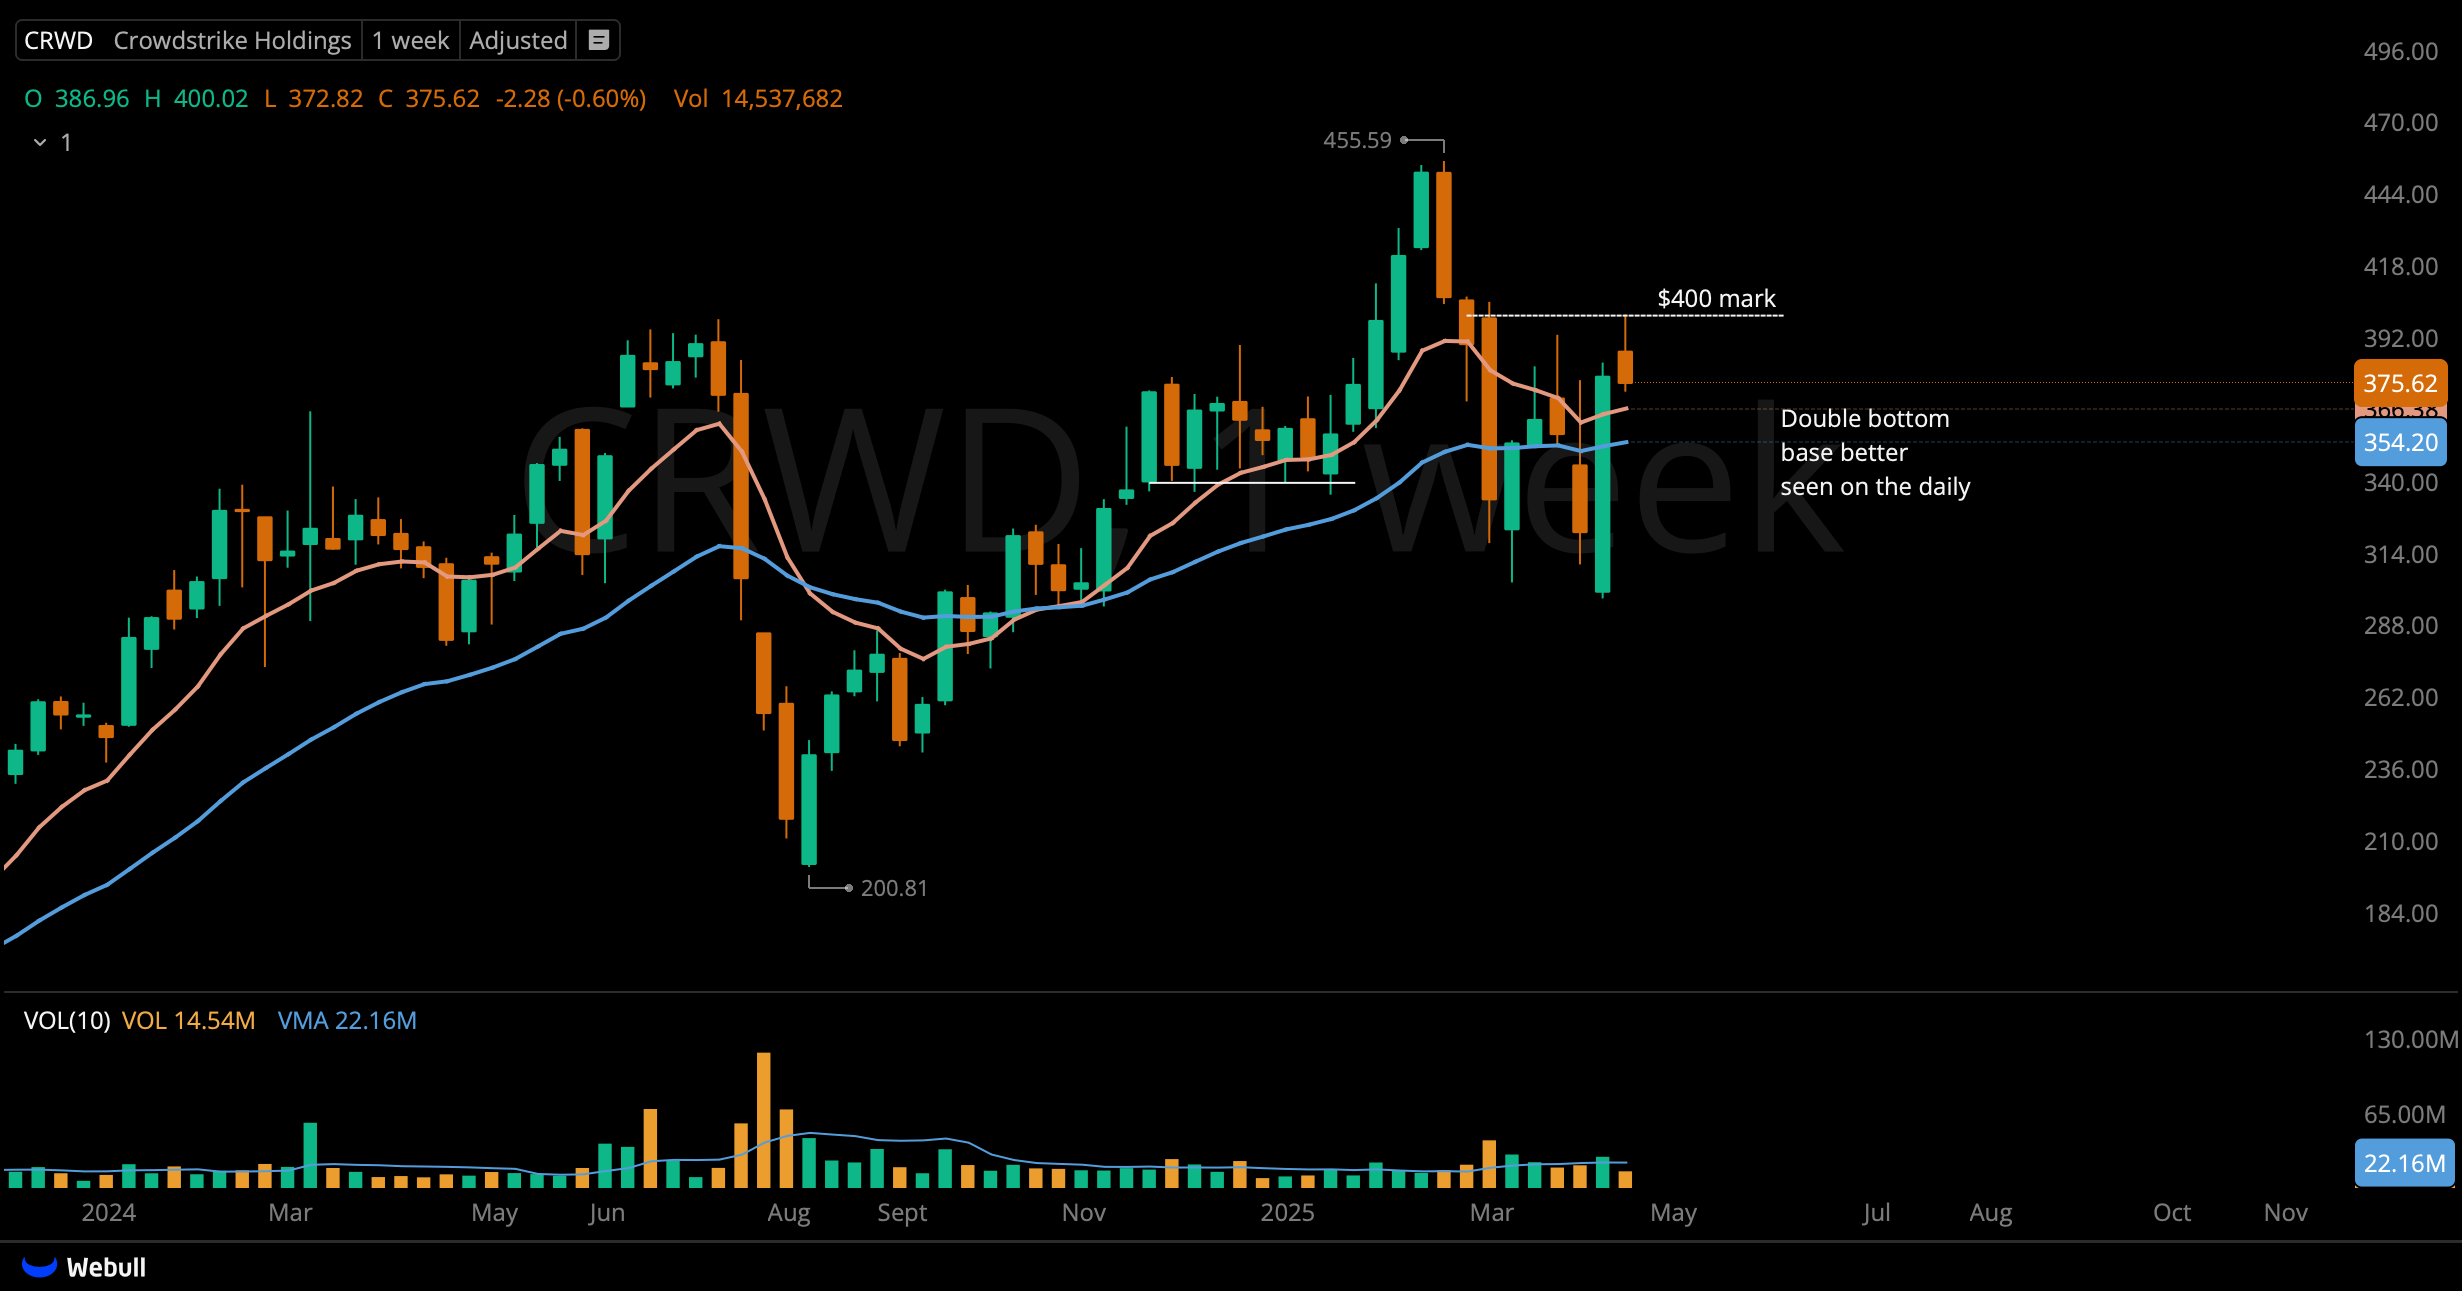 CRWD Crowdstrike Holdings 1 week Adjusted
O 386.96 H 400.02 L 372.82 C 375.62 -2.28 (-0.60%) Vol 14,537,682
1
496.00
470.00
455.59
444.00
418.00
$400 mark
392.00
375.62
366.38
Double bottom
base better
seen on the daily
354.20
340.00
CRWD, 1 week
314.00
288.00
262.00
236.00
210.00
200.81
184.00
VOL(10) VOL 14.54M VMA 22.16M
130.00M
65.00M
22.16M
2024 Mar May Jun Aug Sept Nov 2025 Mar May Jul Aug Oct Nov
Webull